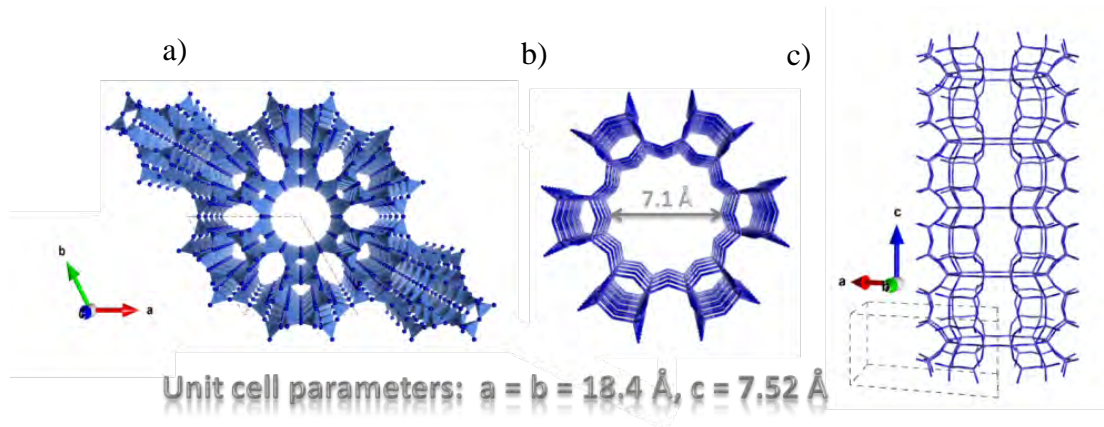 a) b) c)
7.1 Å
b
a
c
a
b
Unit cell parameters: a = b = 18.4 Å, c = 7.52 Å